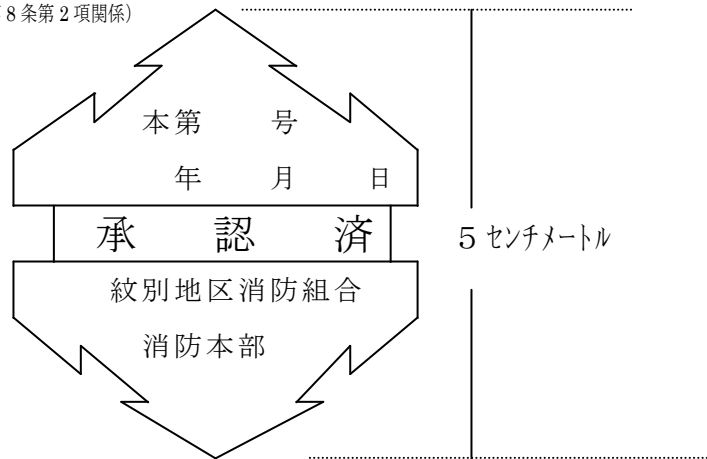 8条第2項関係)
本第 号
年 月 日
承 認 済
5センチメートル
紋別地区消防組合
消防本部